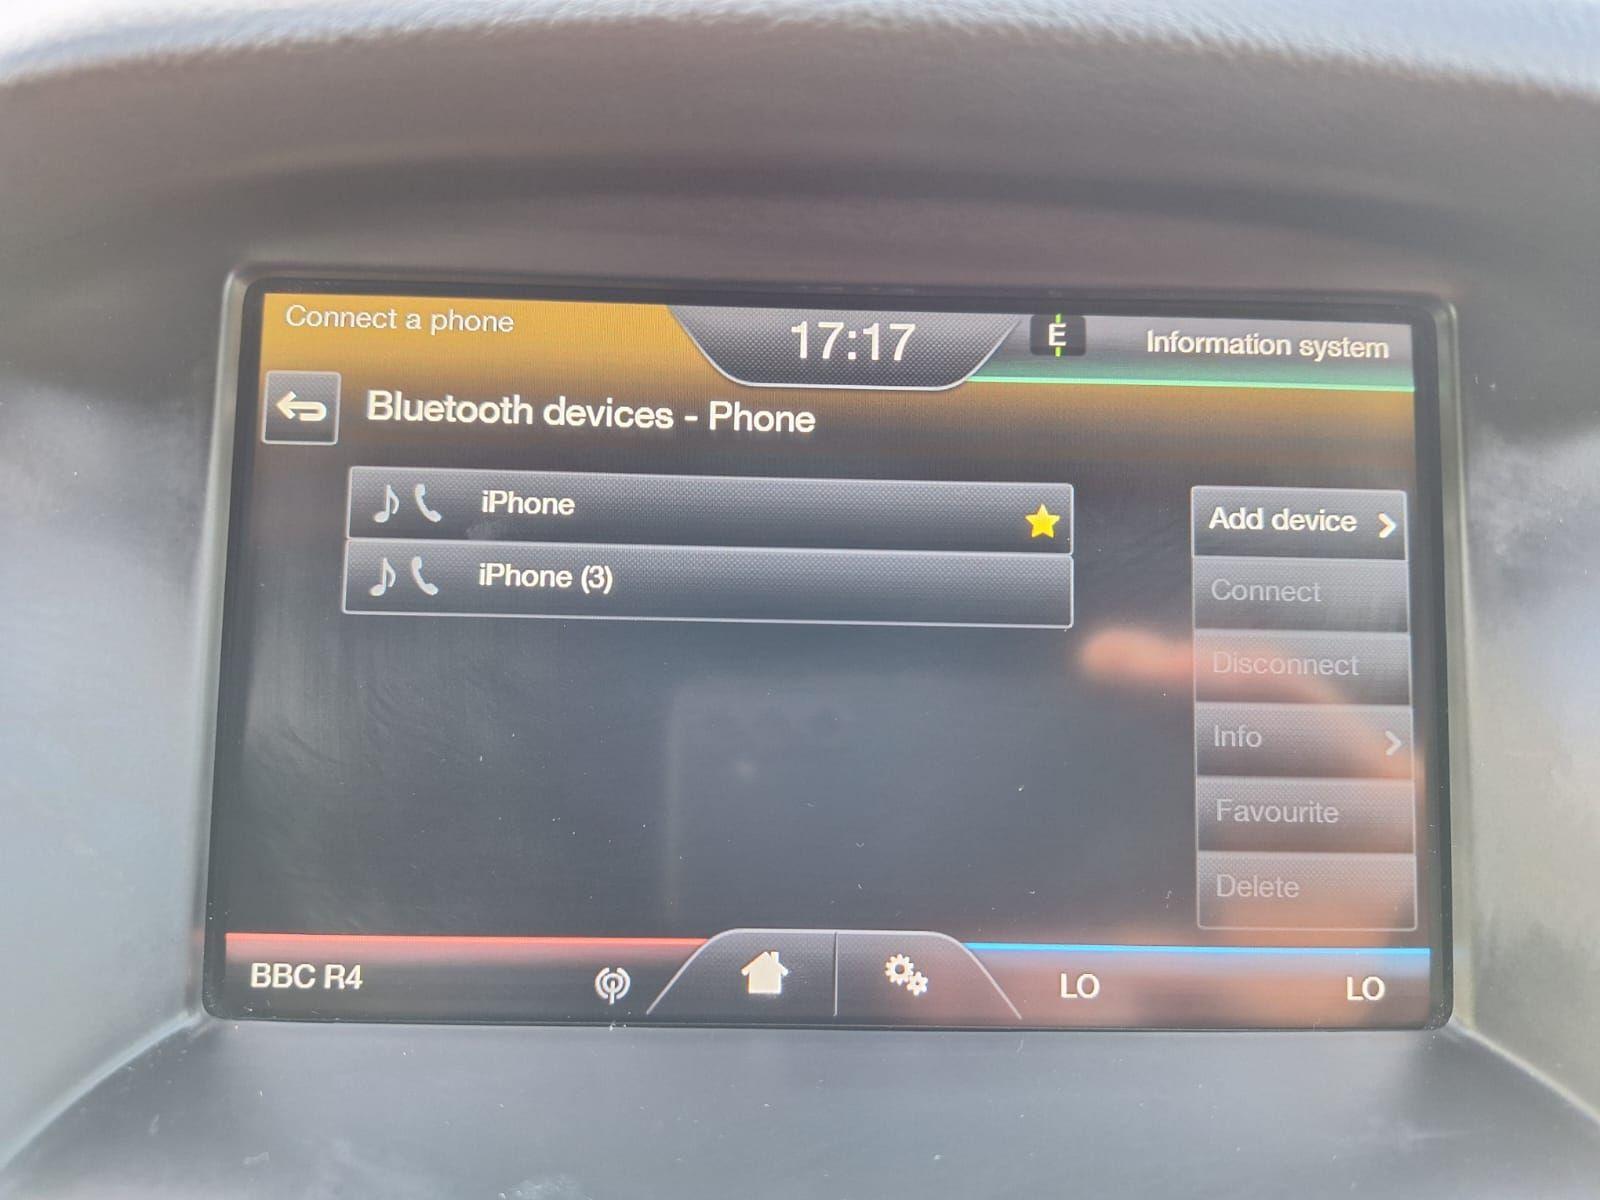 Connect a phone
17:17
E
Information system
Bluetooth devices - Phone
iPhone
iPhone (3)
Add device
Connect
Disconnect
Info
Favourite
Delete
BBC R4
LO
LO